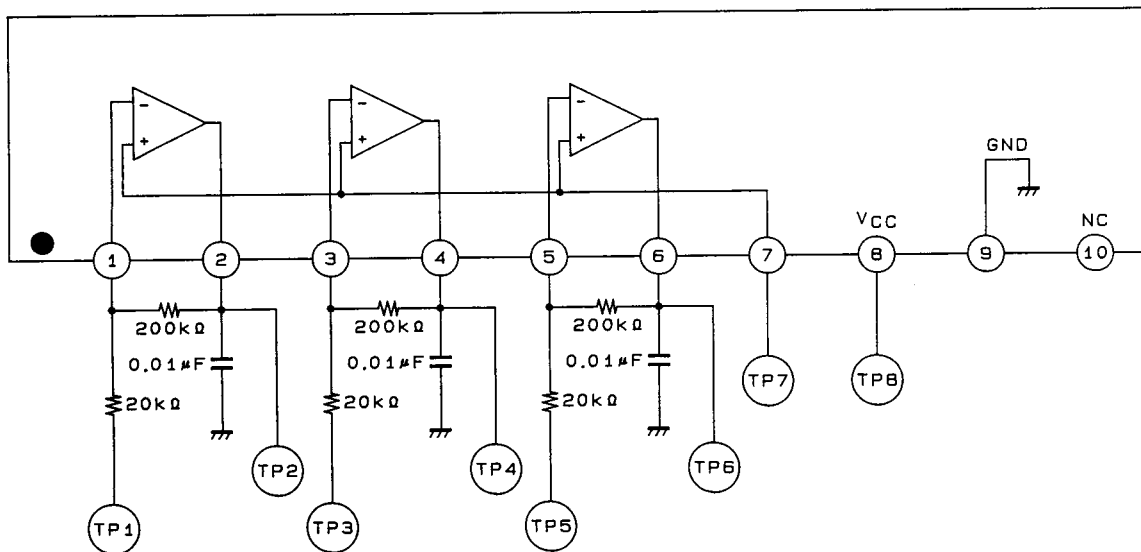 - - -
+ + +
GND
VCC NC
1 2 3 4 5 6 7 8 9 10
200kΩ 200kΩ 200kΩ
0.01μF 0.01μF 0.01μF
TP7 TP8
20kΩ 20kΩ 20kΩ
TP2 TP4 TP6
TP1 TP3 TP5